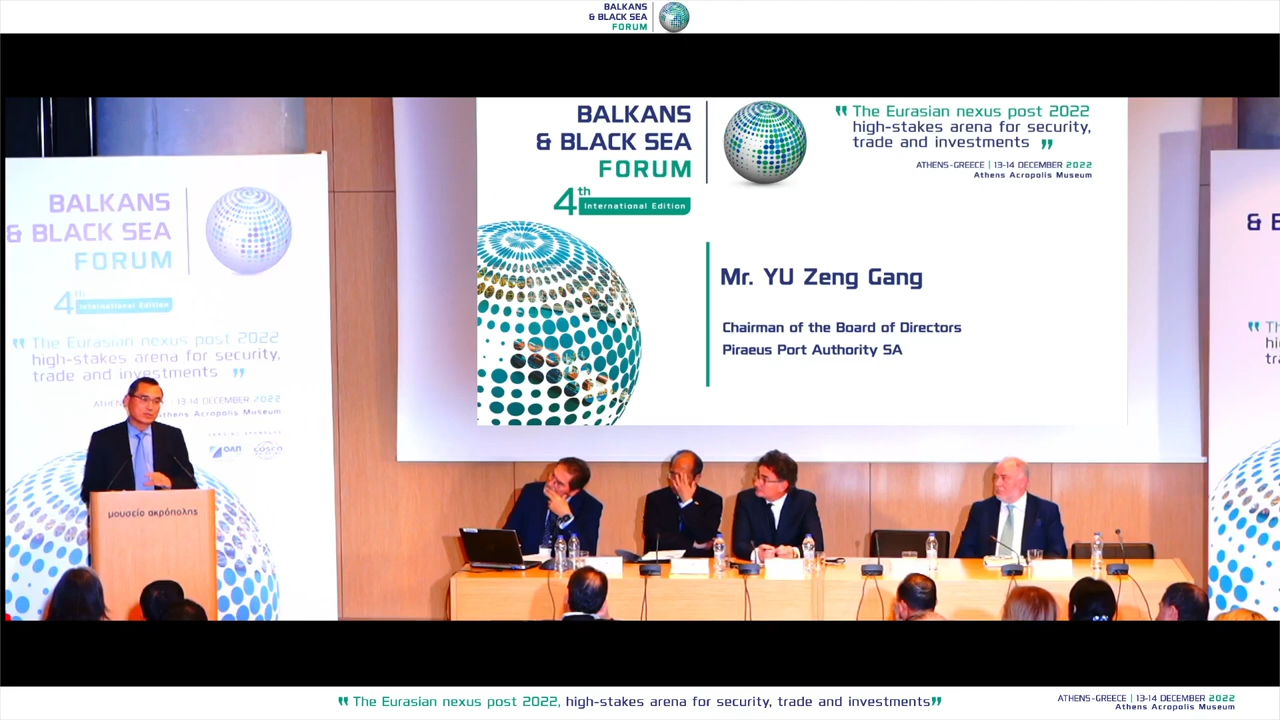 BALKANS
& BLACK SEA
FORUM
BALKANS
& BLACK SEA
FORUM
4th
International Edition
" The Eurasian nexus post 2022
high-stakes arena for security,
trade and investments "
ATHENS-GREECE | 13-14 DECEMBER 2022
Athens Acropolis Museum
Mr. YU Zeng Gang
Chairman of the Board of Directors
Piraeus Port Authority SA
BALKANS
& BLACK SEA
FORUM
4th
International Edition
" The Eurasian nexus post 2022
high-stakes arena for security,
trade and investments "
13-14 DECEMBER 2022
Athens Acropolis Museum
ΟΛΠ
COSCO
μουσείο ακρόπολης
"The Eurasian nexus post 2022, high-stakes arena for security, trade and investments"
ATHENS-GREECE | 13-14 DECEMBER 2022
Athens Acropolis Museum